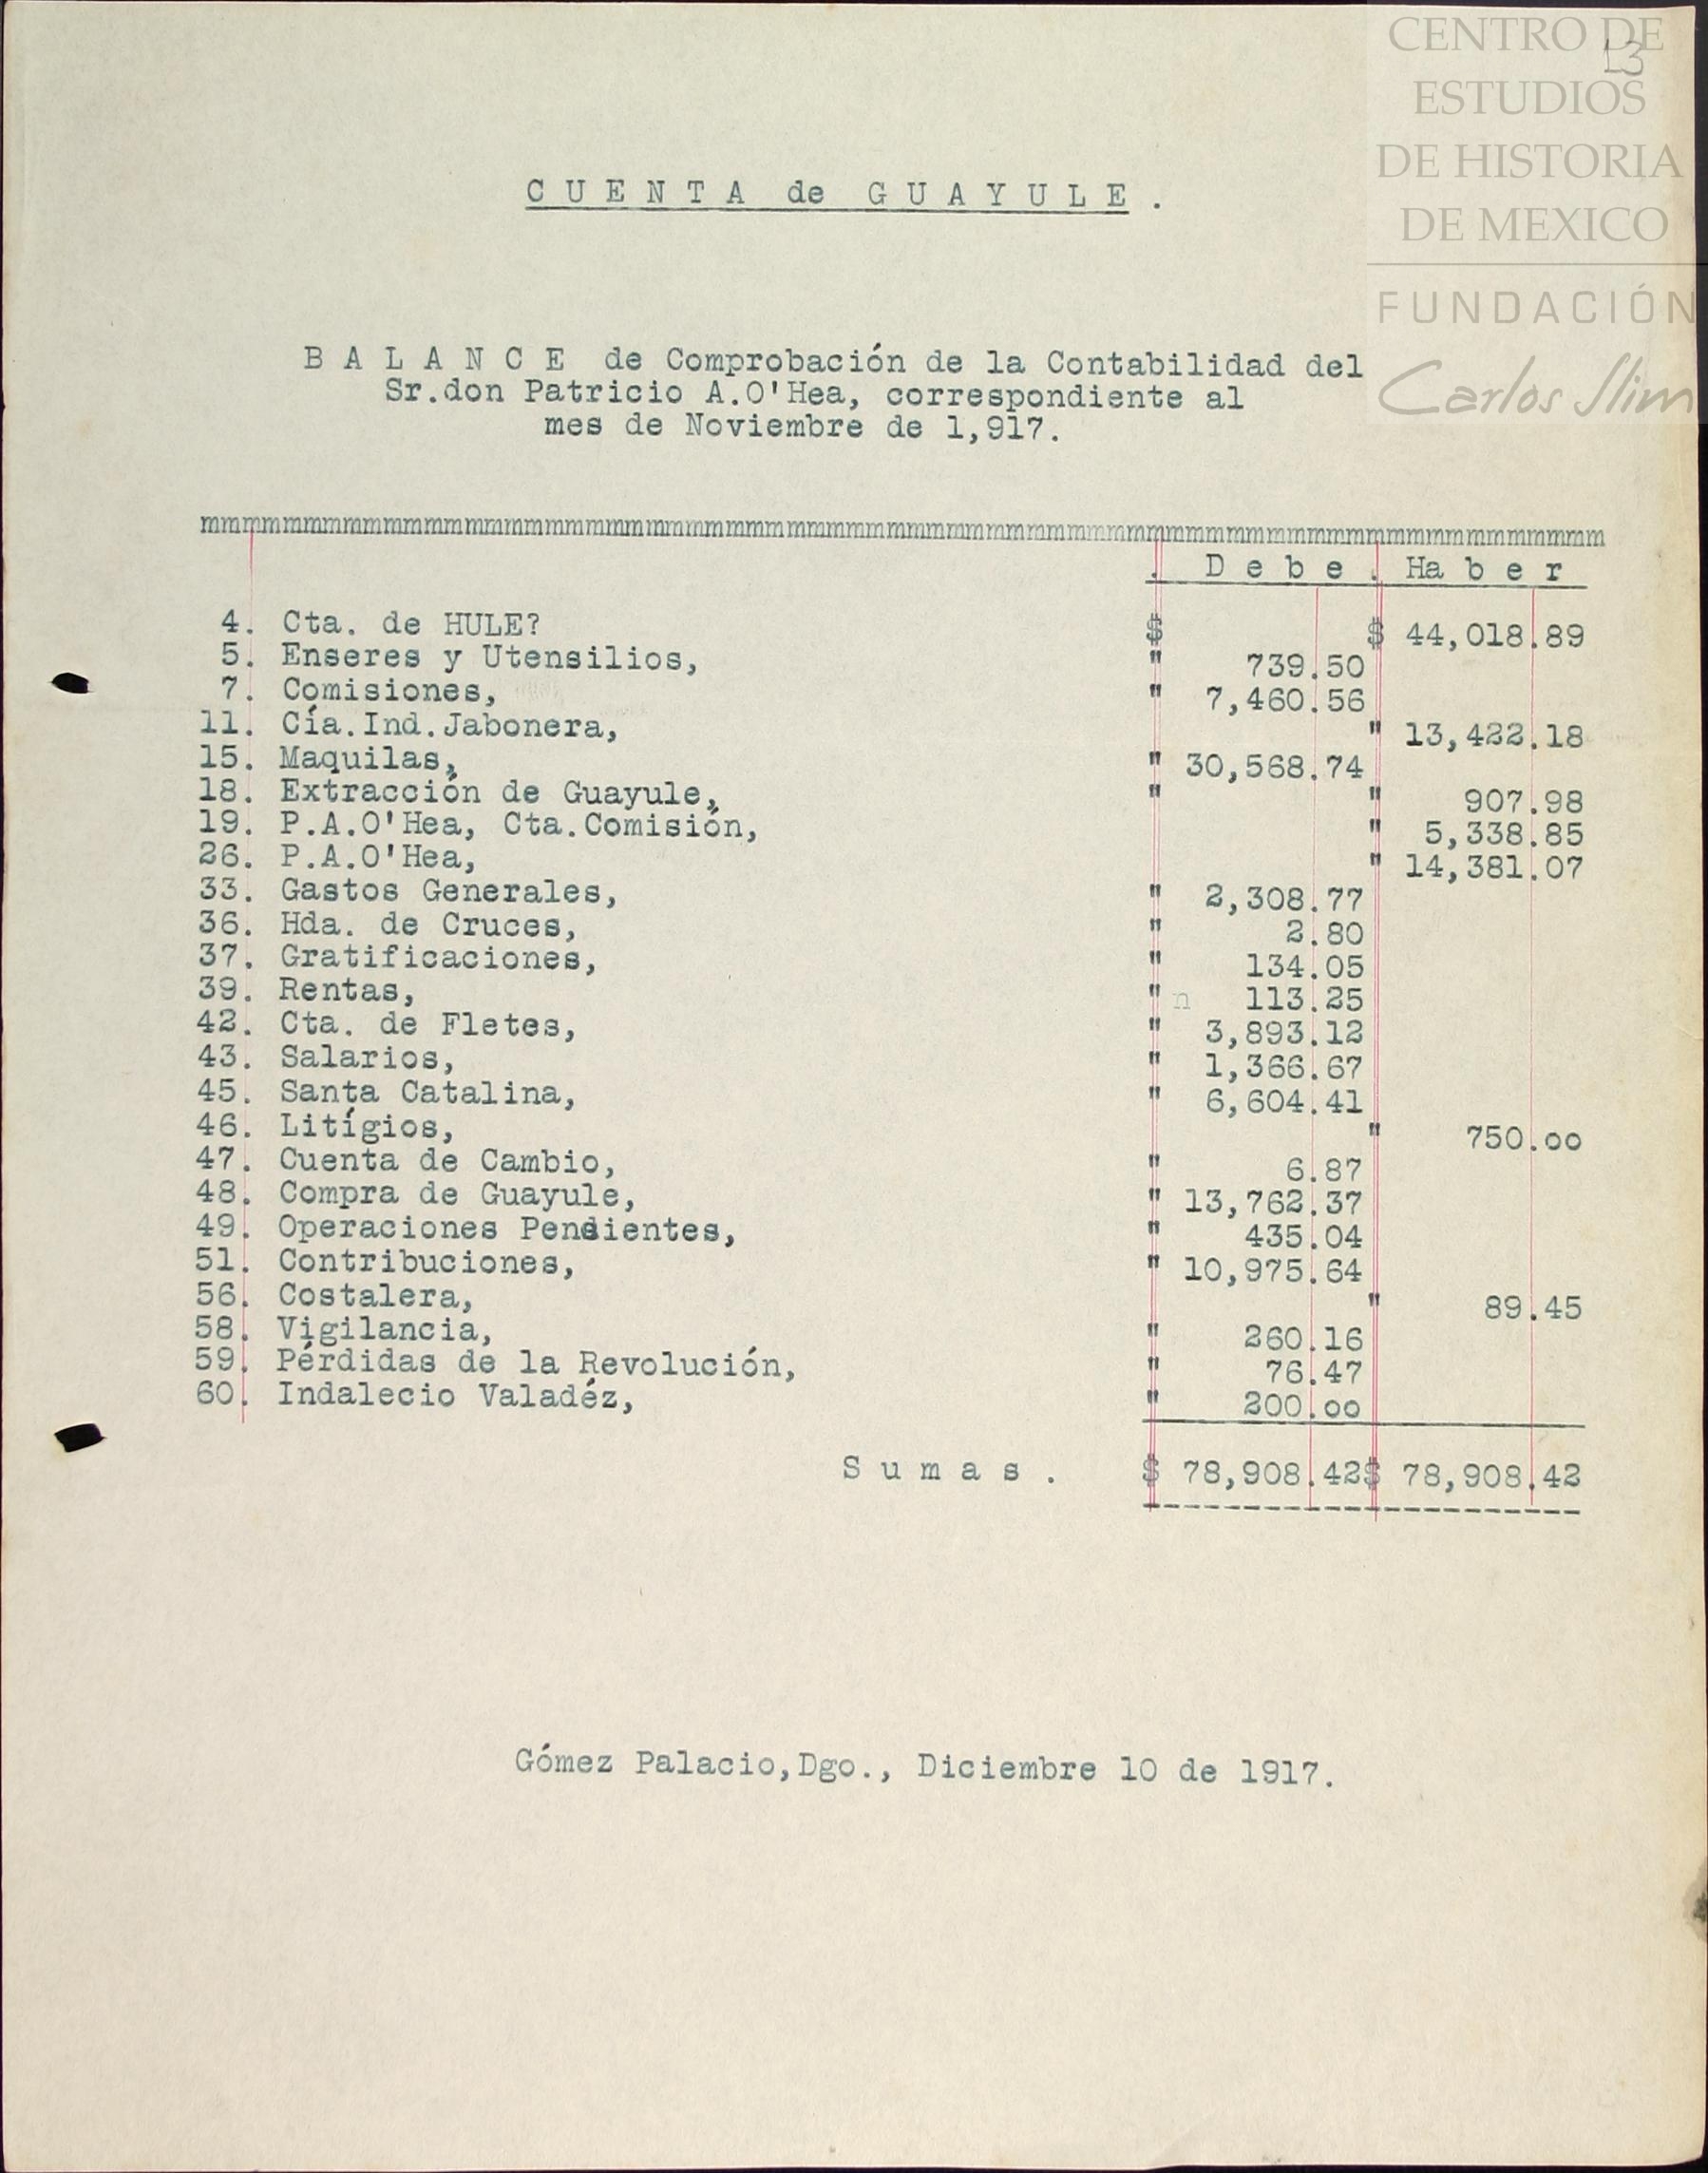 CENTRO DE
ESTUDIOS
DE HISTORIA
DE MEXICO
FUNDACIÓN
Carlos Slim
13
C U E N T A de G U A Y U L E .
B A L A N C E de Comprobación de la Contabilidad del
Sr.don Patricio A.O'Hea, correspondiente al
mes de Noviembre de 1,917.
mmmmmmmmmmmmmmmmmmmmmmmmmmmmmmmmmmmmmmmmmmmmmmmmmmmmmmmmmmmmmmmmmmmmmm
. D e b e . Ha b e r
4. Cta. de HULE? $ $ 44,018.89
5. Enseres y Utensilios, " 739.50
7. Comisiones, " 7,460.56
11. Cía.Ind.Jabonera, " 13,422.18
15. Maquilas, " 30,568.74
18. Extracción de Guayule, " " 907.98
19. P.A.O'Hea, Cta.Comisión, " 5,338.85
26. P.A.O'Hea, " 14,381.07
33. Gastos Generales, " 2,308.77
36. Hda. de Cruces, " 2.80
37. Gratificaciones, " 134.05
39. Rentas, " n 113.25
42. Cta. de Fletes, " 3,893.12
43. Salarios, " 1,366.67
45. Santa Catalina, " 6,604.41
46. Litígios, " 750.oo
47. Cuenta de Cambio, " 6.87
48. Compra de Guayule, " 13,762.37
49. Operaciones Pendientes, " 435.04
51. Contribuciones, " 10,975.64
56. Costalera, " 89.45
58. Vigilancia, " 260.16
59. Pérdidas de la Revolución, " 76.47
60. Indalecio Valadéz, " 200.oo
S u m a s . $ 78,908.42$ 78,908.42
Gómez Palacio,Dgo., Diciembre 10 de 1917.